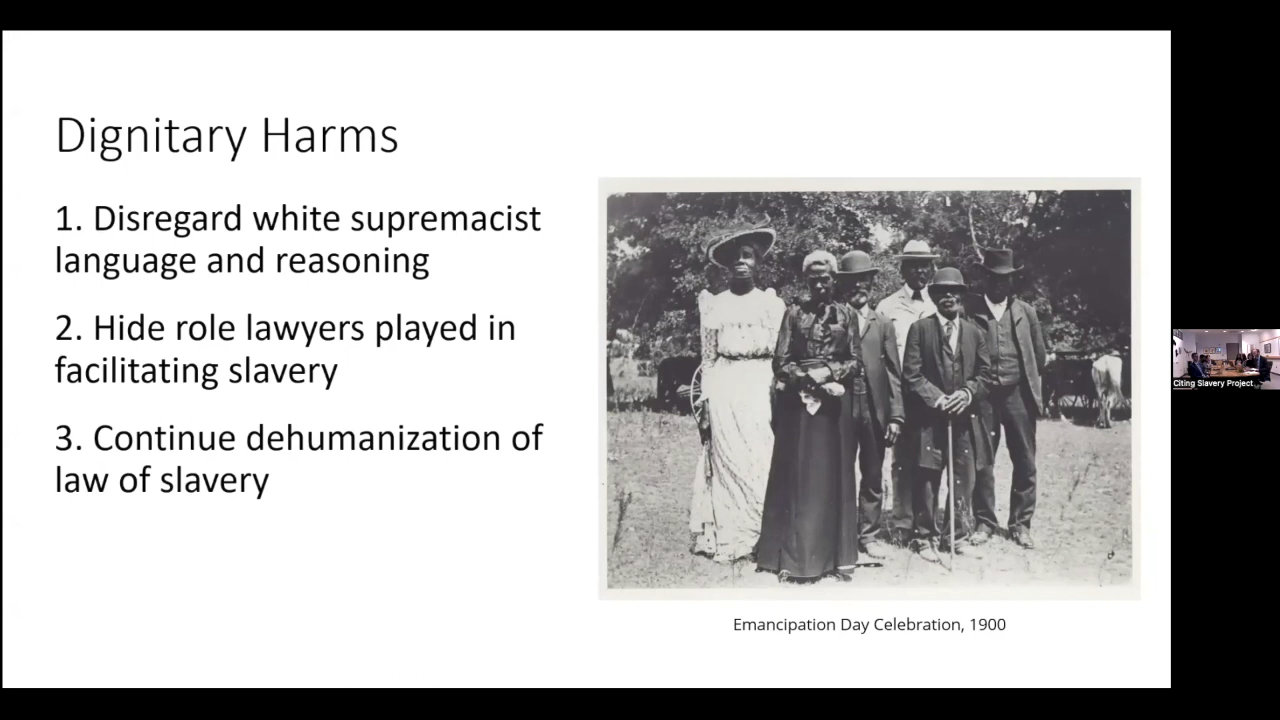 Dignitary Harms
1. Disregard white supremacist
language and reasoning
2. Hide role lawyers played in
facilitating slavery
3. Continue dehumanization of
law of slavery
Emancipation Day Celebration, 1900
Citing Slavery Project